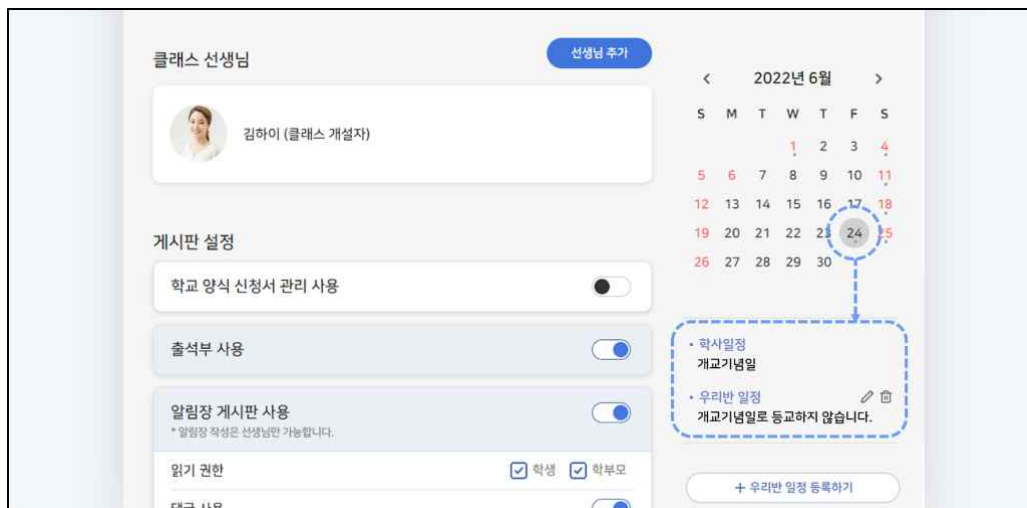 클래스 선생님
선생님 추가
김하이 (클래스 개설자)
게시판 설정
학교 양식 신청서 관리 사용
출석부 사용
알림장 게시판 사용
* 알림장 작성은 선생님만 가능합니다.
읽기 권한
학생 학부모
댓글 사용
< 2022년 6월 >
S M T W T F S
1 2 3 4
5 6 7 8 9 10 11
12 13 14 15 16 17 18
19 20 21 22 23 24 25
26 27 28 29 30
• 학사일정
개교기념일
• 우리반 일정
개교기념일로 등교하지 않습니다.
+ 우리반 일정 등록하기